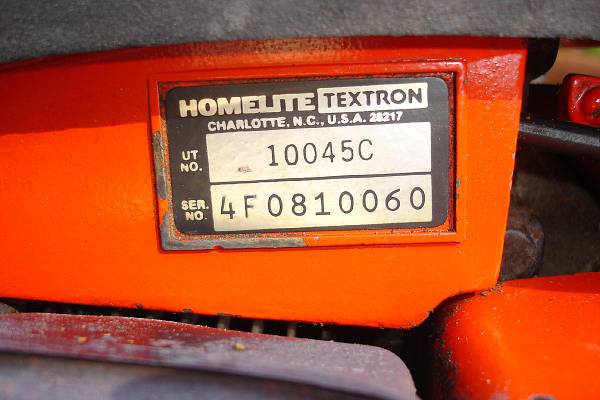 HOMELITE TEXTRON
CHARLOTTE, N.C., U.S.A. 28217
UT NO. 10045C
SER. NO. 4F0810060